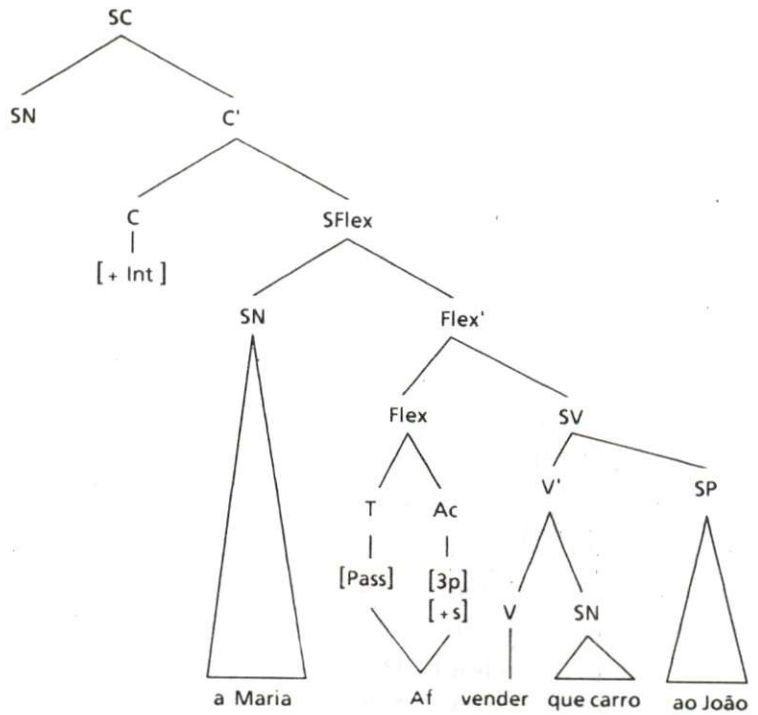 SC
SN C'
C SFlex
[+ Int]
SN Flex'
Flex SV
T Ac V' SP
[Pass] [3p]
[+s] V SN
a Maria Af vender que carro ao João